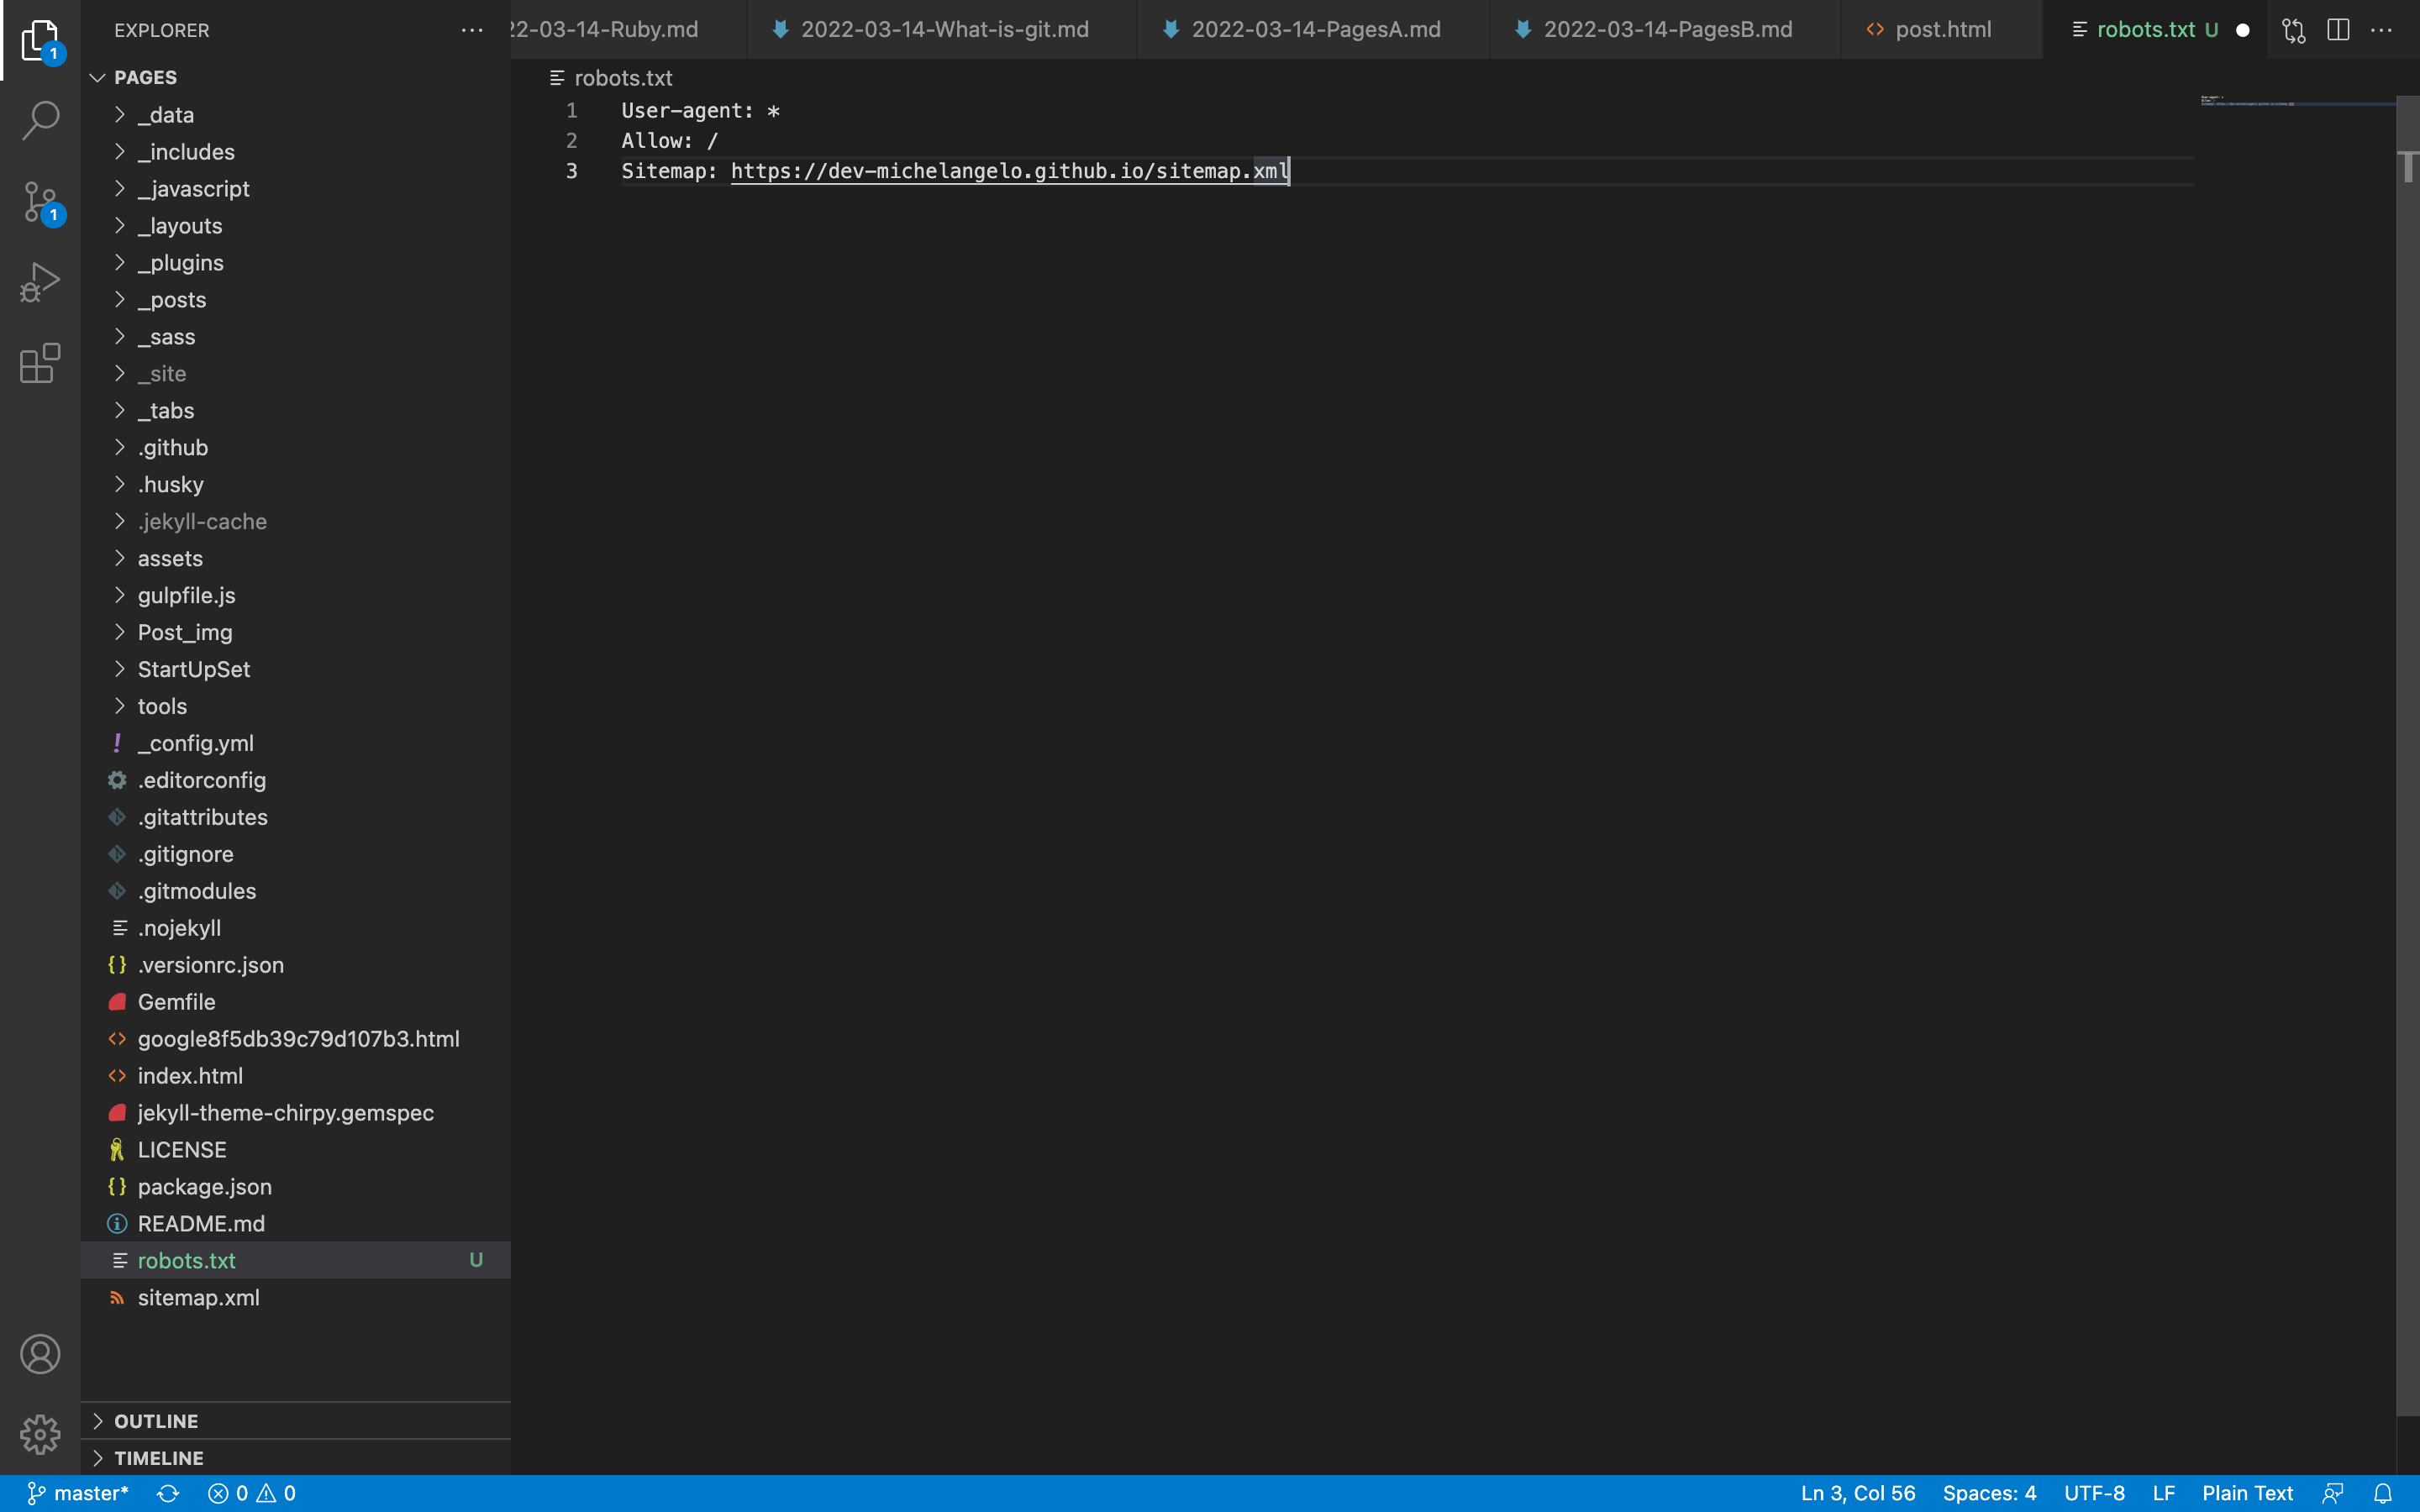 EXPLORER
22-03-14-Ruby.md
2022-03-14-What-is-git.md
2022-03-14-PagesA.md
2022-03-14-PagesB.md
post.html
robots.txt U
1
PAGES
robots.txt
_data
1 User-agent: *
_includes
2 Allow: /
_javascript
3 Sitemap: https://dev-michelangelo.github.io/sitemap.xml
1
_layouts
_plugins
_posts
_sass
_site
_tabs
.github
.husky
.jekyll-cache
assets
gulpfile.js
Post_img
StartUpSet
tools
_config.yml
.editorconfig
.gitattributes
.gitignore
.gitmodules
.nojekyll
.versionrc.json
Gemfile
google8f5db39c79d107b3.html
index.html
jekyll-theme-chirpy.gemspec
LICENSE
package.json
README.md
robots.txt U
sitemap.xml
OUTLINE
TIMELINE
master* 0 0 Ln 3, Col 56 Spaces: 4 UTF-8 LF Plain Text